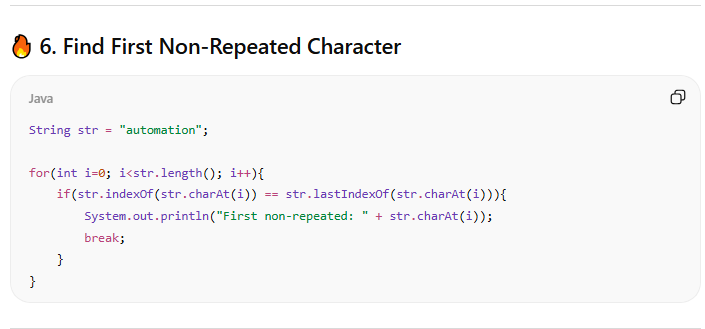 🔥 6. Find First Non-Repeated Character
Java
String str = "automation";
for(int i=0; i<str.length(); i++){
    if(str.indexOf(str.charAt(i)) == str.lastIndexOf(str.charAt(i))){
        System.out.println("First non-repeated: " + str.charAt(i));
        break;
    }
}